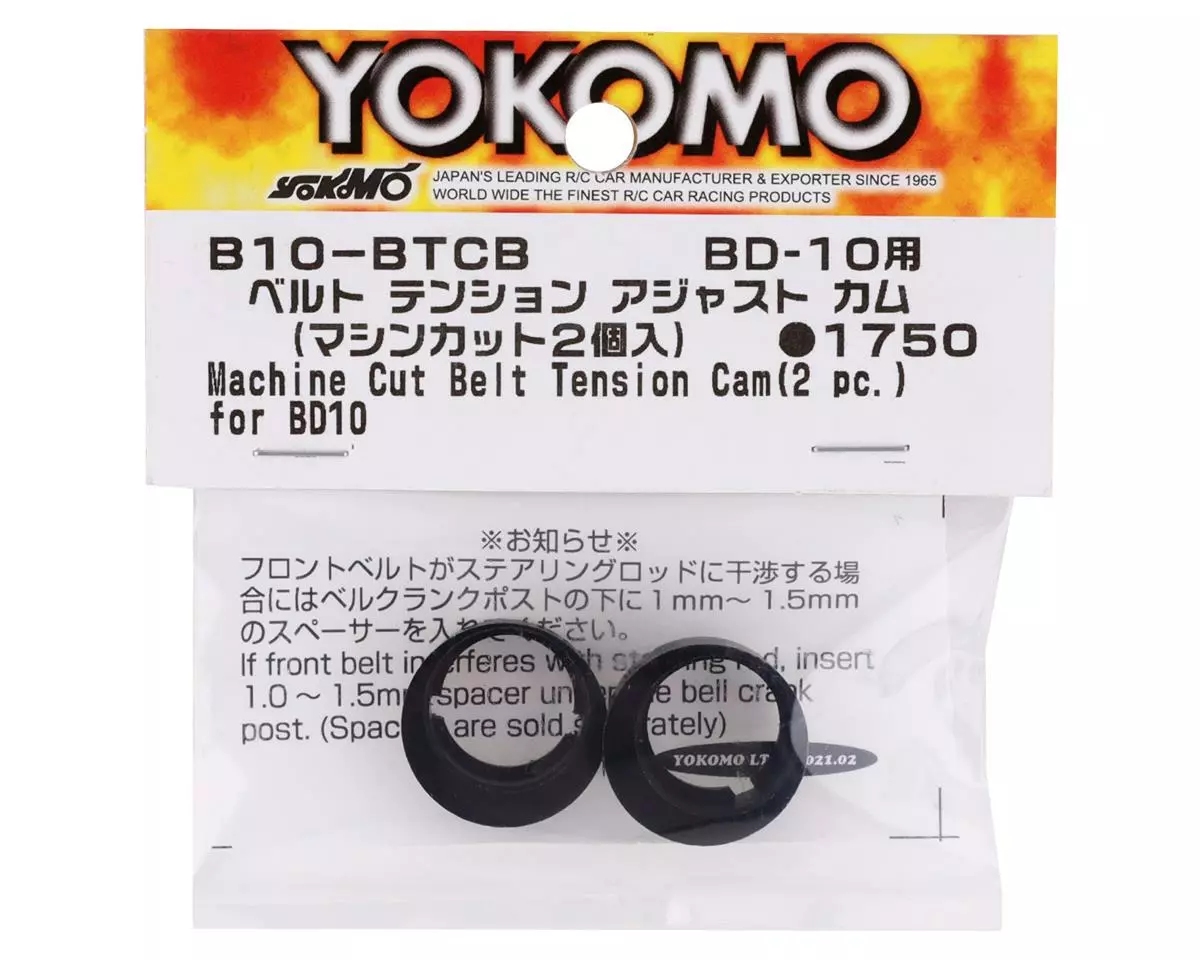 YOKOMO
YOKOMO JAPAN'S LEADING R/C CAR MANUFACTURER & EXPORTER SINCE 1965
WORLD WIDE THE FINEST R/C CAR RACING PRODUCTS
B10-BTCB BD-10用
ベルト テンション アジャスト カム
(マシンカット2個入) ●1750
Machine Cut Belt Tension Cam(2 pc.)
for BD10
※お知らせ※
フロントベルトがステアリングロッドに干渉する場
合にはベルクランクポストの下に1mm～1.5mm
のスペーサーを入れてください。
If front belt interferes with steering rod, insert
1.0～1.5mm spacer under the bell crank
post. (Spacers are sold separately)
YOKOMO LTD 2021.02